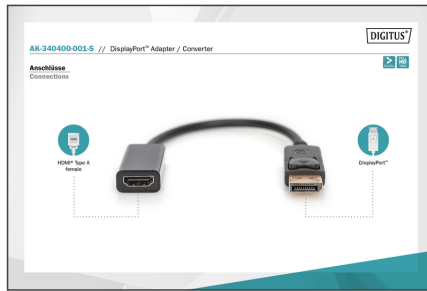 DIGITUS®
AK-340400-001-S // DisplayPort™ Adapter / Converter
Anschlüsse
Connections
HDMI® Type A
female
DisplayPort™